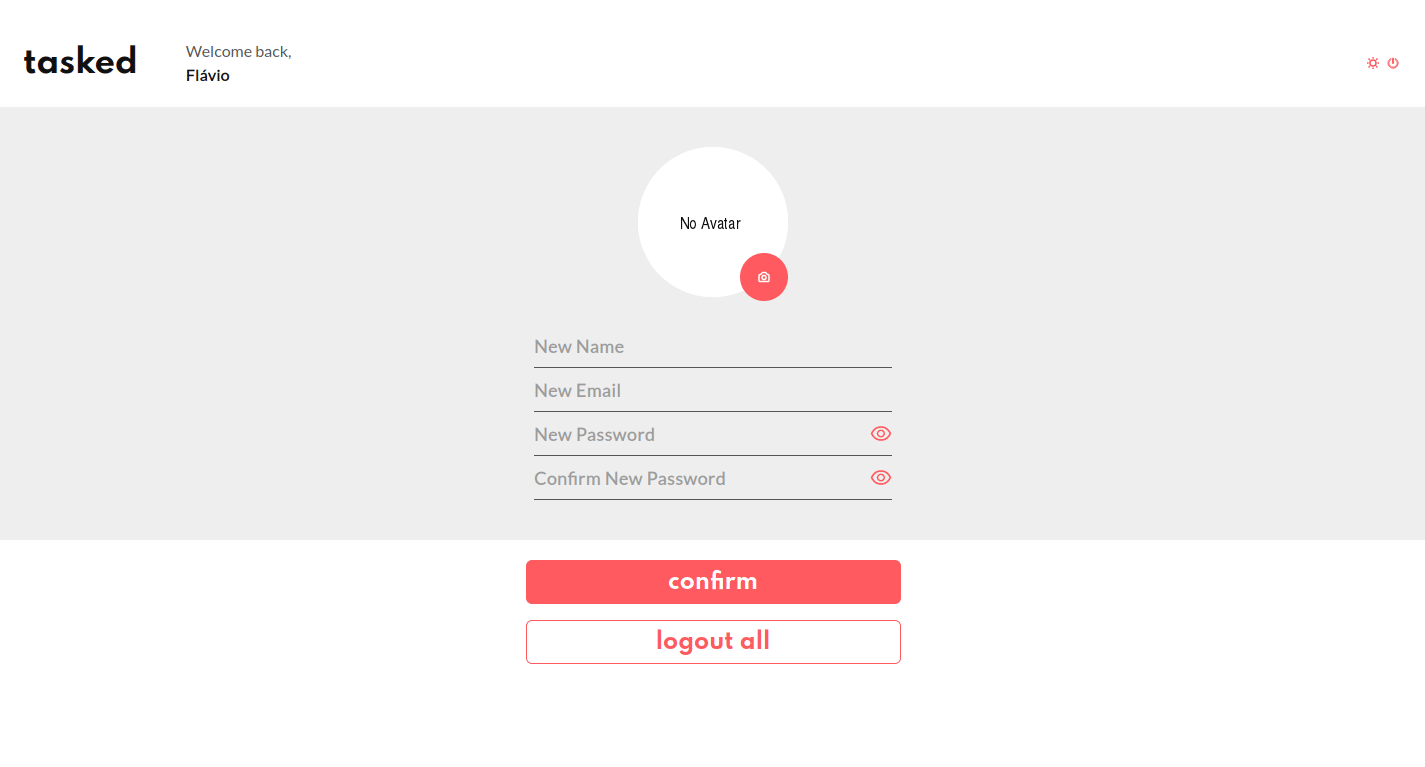 tasked
Welcome back,
Flávio
No Avatar
New Name
New Email
New Password
Confirm New Password
confirm
logout all